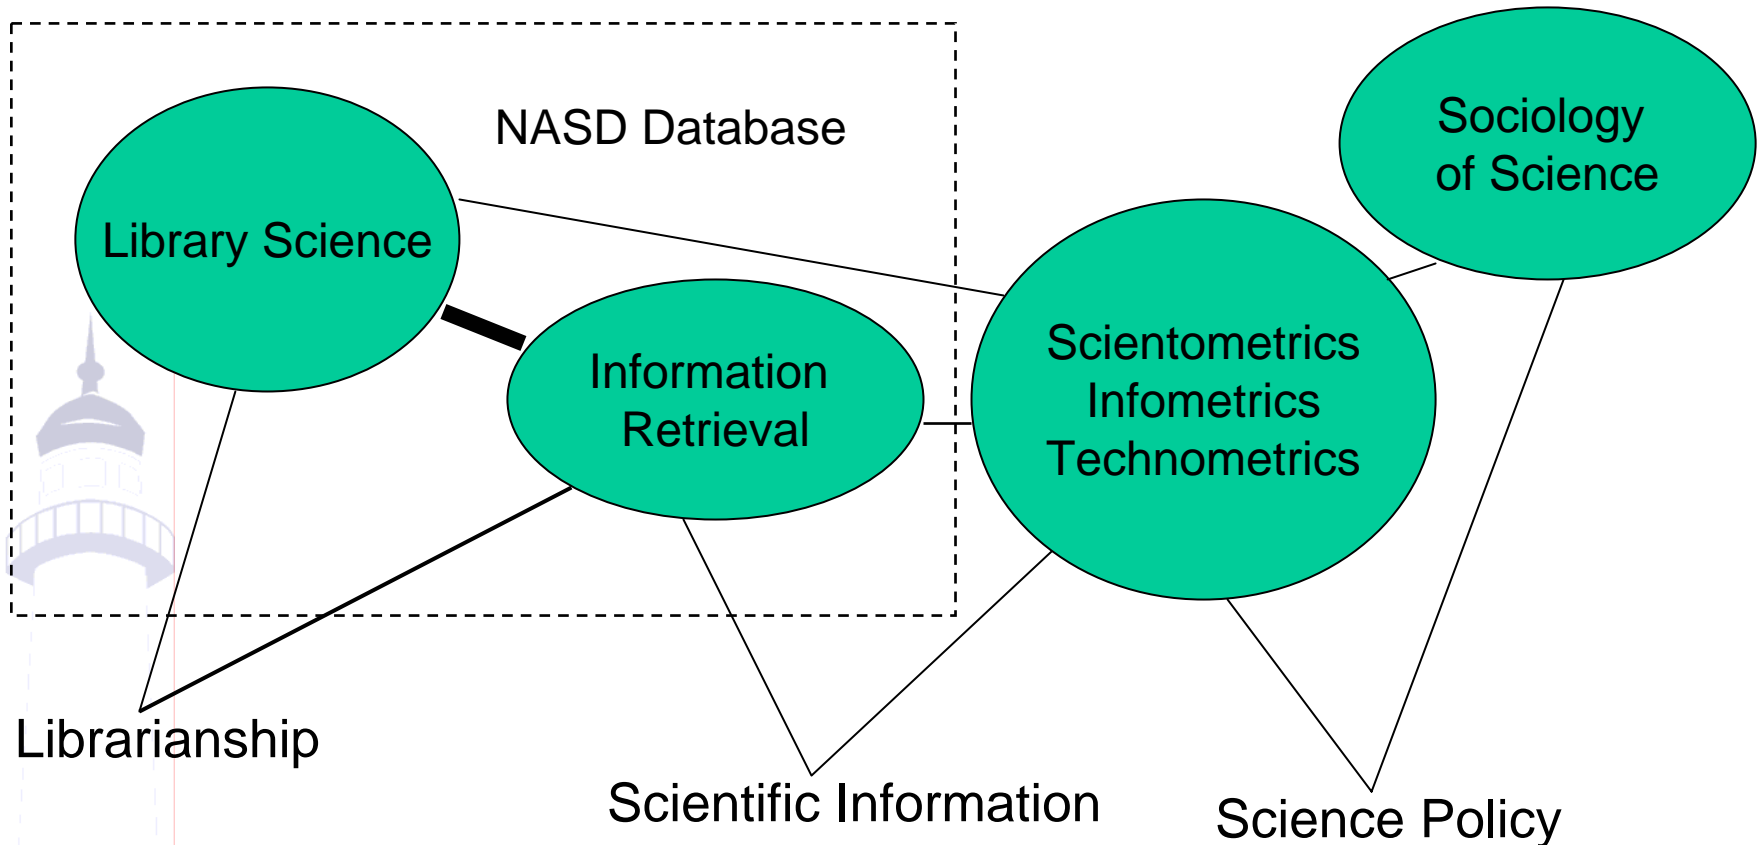 NASD Database
Sociology
of Science
Library Science
Information
Retrieval
Scientometrics
Infometrics
Technometrics
Librarianship
Scientific Information
Science Policy